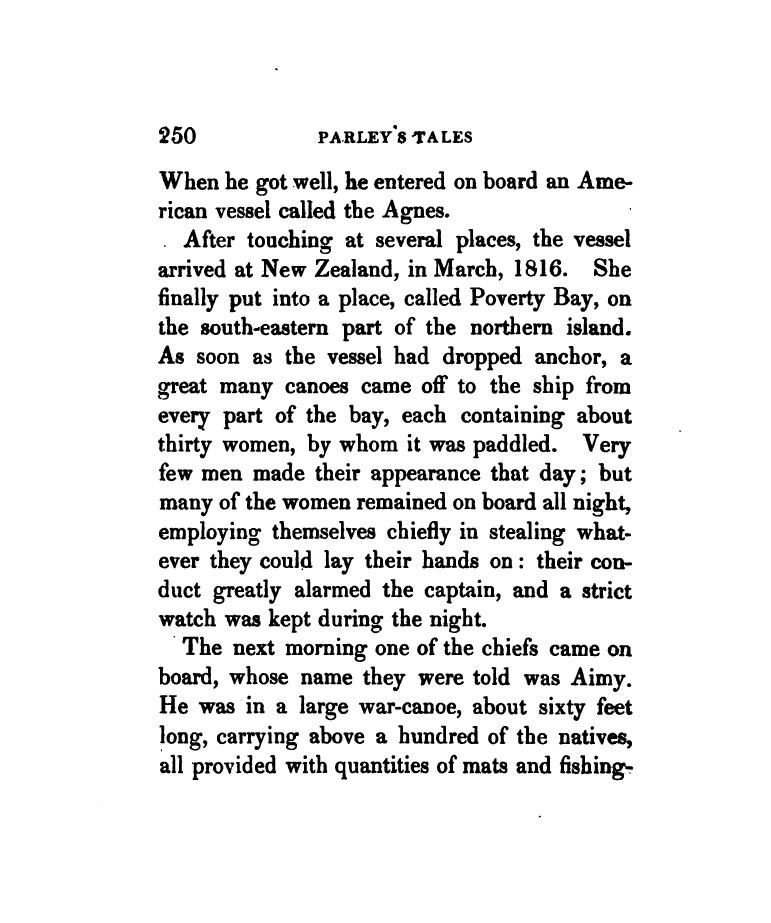 250 PARLEY'S TALES
When he got well, he entered on board an Ame-
rican vessel called the Agnes.
After touching at several places, the vessel
arrived at New Zealand, in March, 1816. She
finally put into a place, called Poverty Bay, on
the south-eastern part of the northern island.
As soon as the vessel had dropped anchor, a
great many canoes came off to the ship from
every part of the bay, each containing about
thirty women, by whom it was paddled. Very
few men made their appearance that day; but
many of the women remained on board all night,
employing themselves chiefly in stealing what-
ever they could lay their hands on: their con-
duct greatly alarmed the captain, and a strict
watch was kept during the night.
The next morning one of the chiefs came on
board, whose name they were told was Aimy.
He was in a large war-canoe, about sixty feet
long, carrying above a hundred of the natives,
all provided with quantities of mats and fishing-